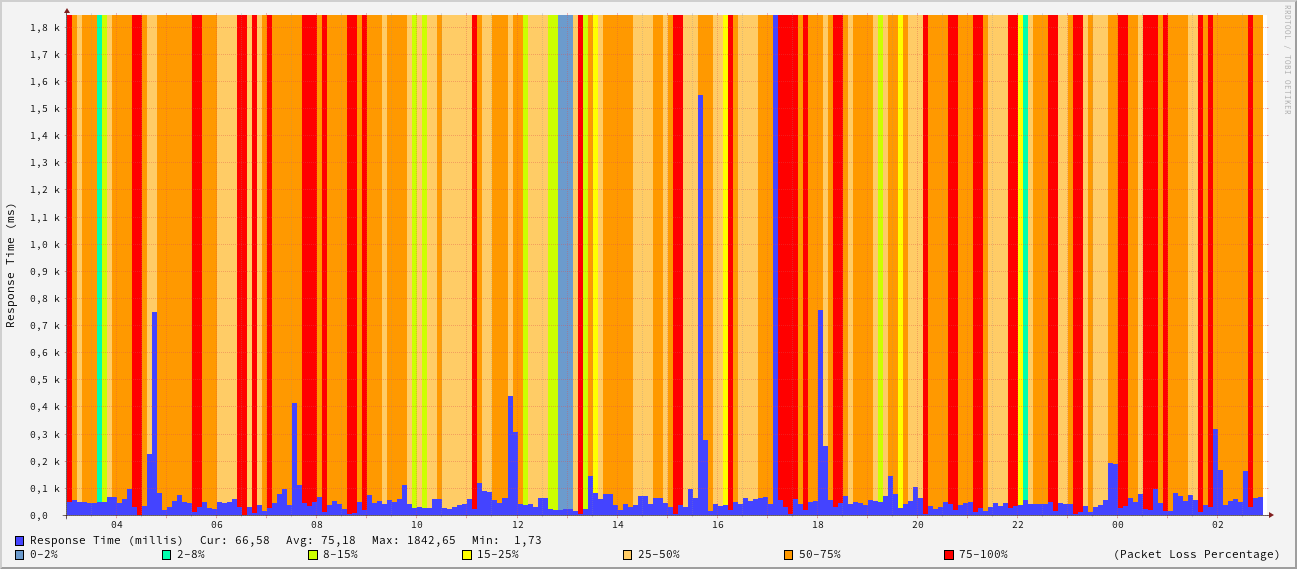 RRDTOOL / TOBI OETIKER
Response Time (ms)
1,8 k
1,7 k
1,6 k
1,5 k
1,4 k
1,3 k
1,2 k
1,1 k
1,0 k
0,9 k
0,8 k
0,7 k
0,6 k
0,5 k
0,4 k
0,3 k
0,2 k
0,1 k
0,0
04 06 08 10 12 14 16 18 20 22 00 02
Response Time (millis) Cur: 66,58 Avg: 75,18 Max: 1842,65 Min: 1,73
0-2% 2-8% 8-15% 15-25% 25-50% 50-75% 75-100% (Packet Loss Percentage)